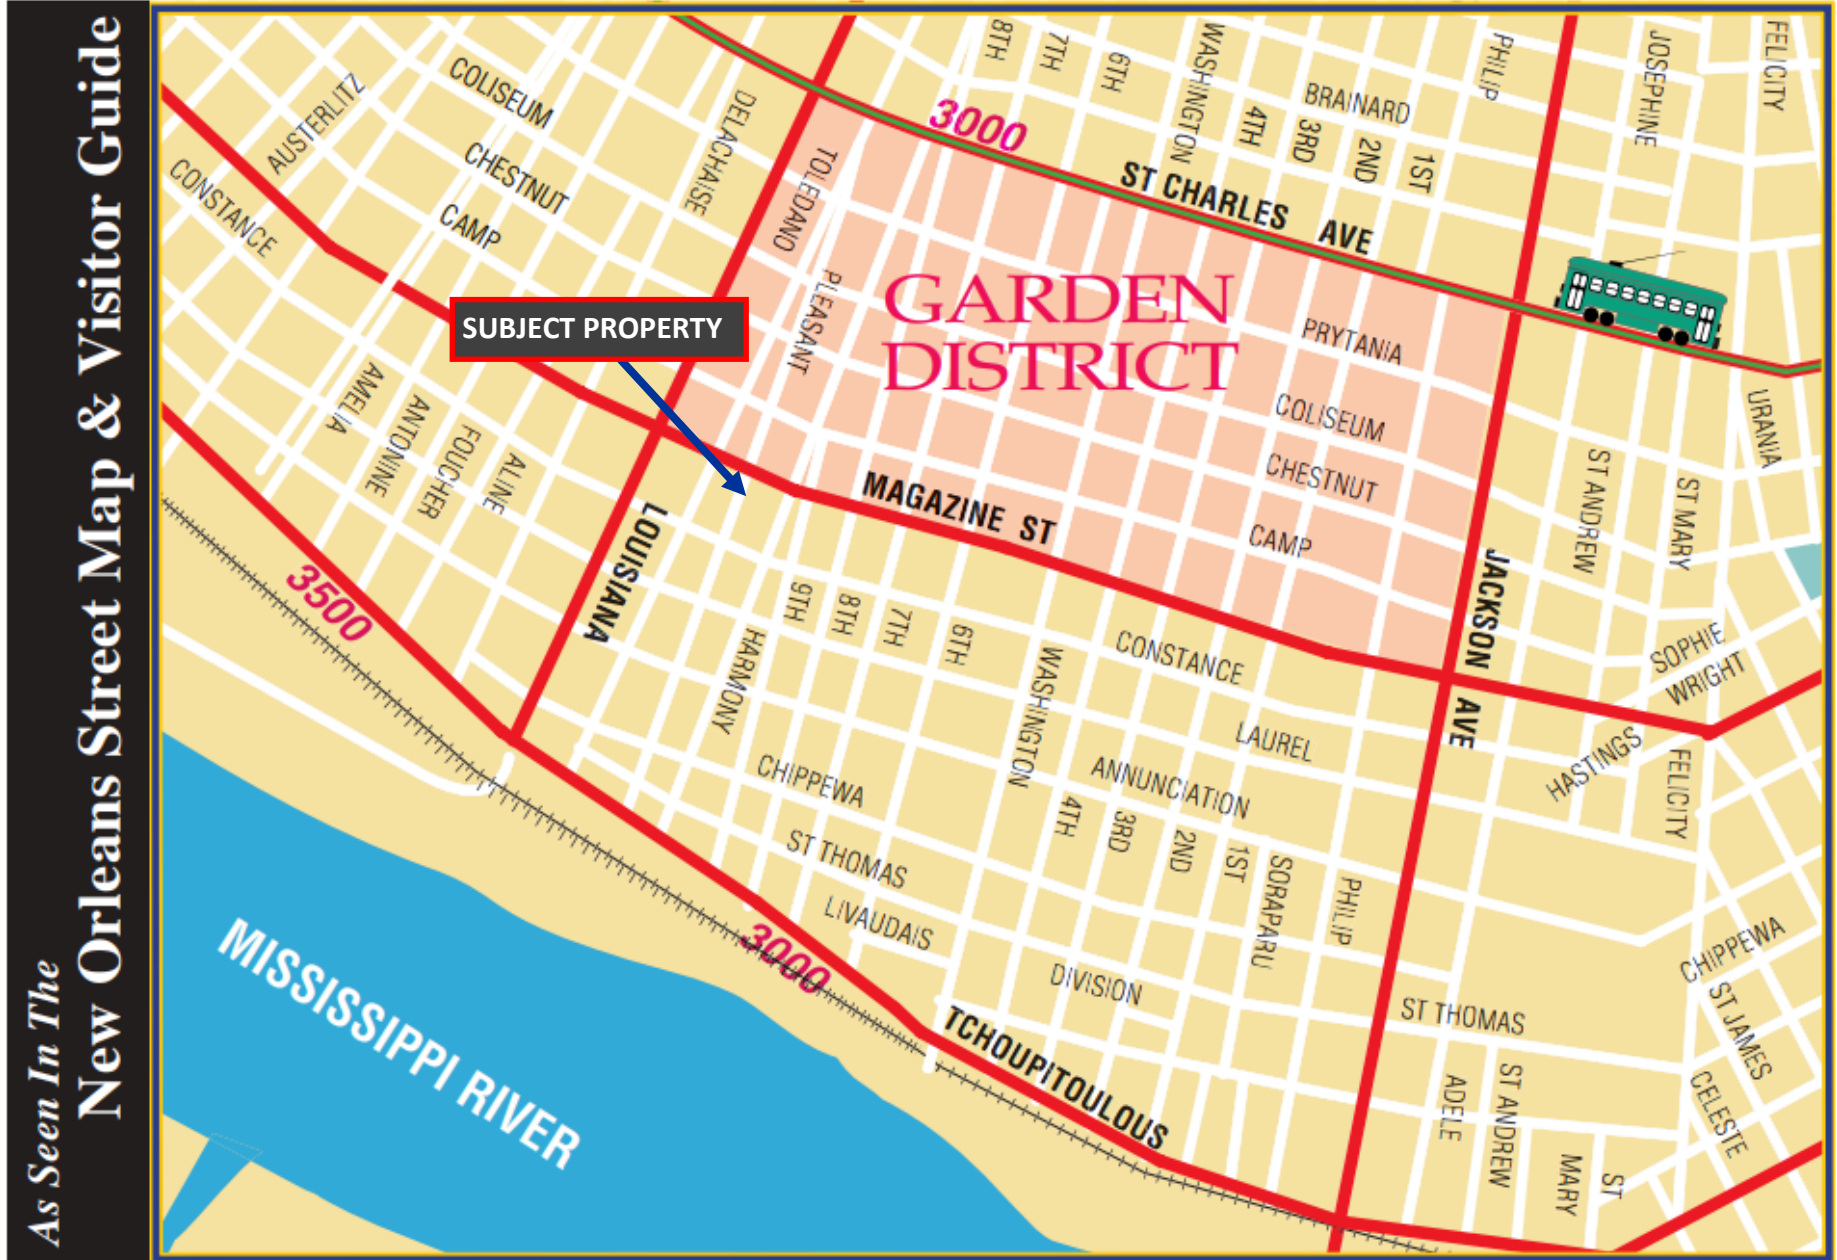 As Seen In The
New Orleans Street Map & Visitor Guide
8TH
7TH
6TH
WASHINGTON
4TH
BRAINARD
3RD
2ND
1ST
PHILIP
JOSEPHINE
FELICITY
COLISEUM
AUSTERLITZ
DELACHAISE
3000
CHESTNUT
CONSTANCE
CAMP
TOLEDANO
ST CHARLES AVE
PLEASANT
GARDEN
DISTRICT
SUBJECT PROPERTY
PRYTANIA
COLISEUM
CHESTNUT
CAMP
URANIA
ST ANDREW
ST MARY
AMELIA
ANTONINE
FOUCHER
ALINE
MAGAZINE ST
LOUISIANA
3500
JACKSON AVE
9TH
8TH
7TH
6TH
HARMONY
WASHINGTON
CONSTANCE
SOPHIE
WRIGHT
LAUREL
HASTINGS
FELICITY
CHIPPEWA
ANNUNCIATION
4TH
3RD
2ND
1ST
SORAPARU
PHILIP
ST THOMAS
LIVAUDAIS
3000
DIVISION
CHIPPEWA
ST JAMES
ST THOMAS
MISSISSIPPI RIVER
TCHOUPITOULOUS
ADELE
ST ANDREW
CELESTE
ST
MARY